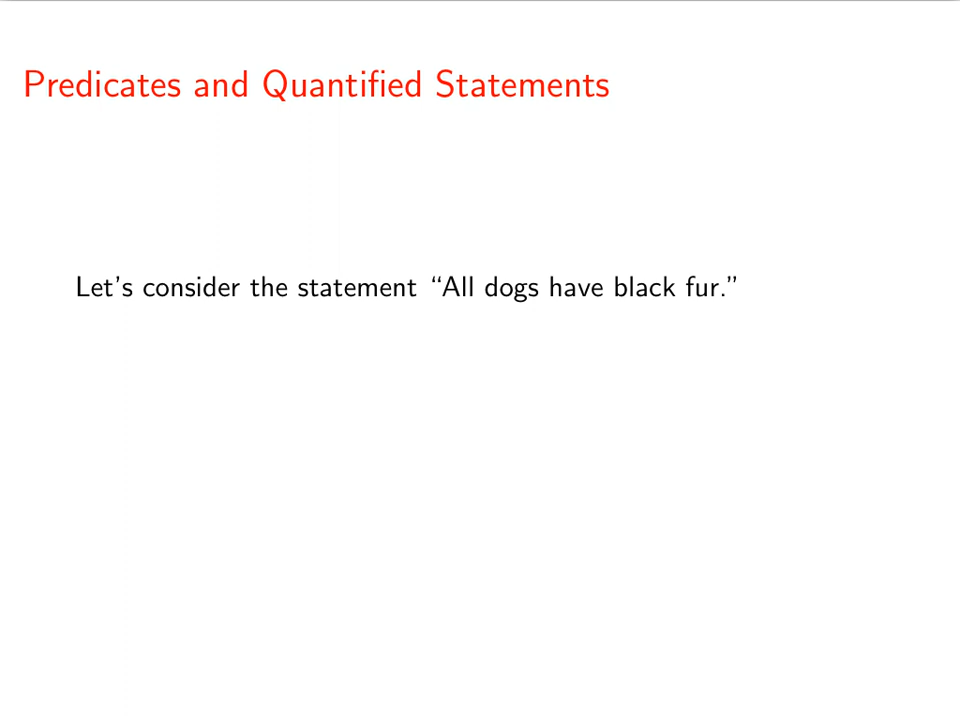 Predicates and Quantified Statements
Let’s consider the statement “All dogs have black fur.”